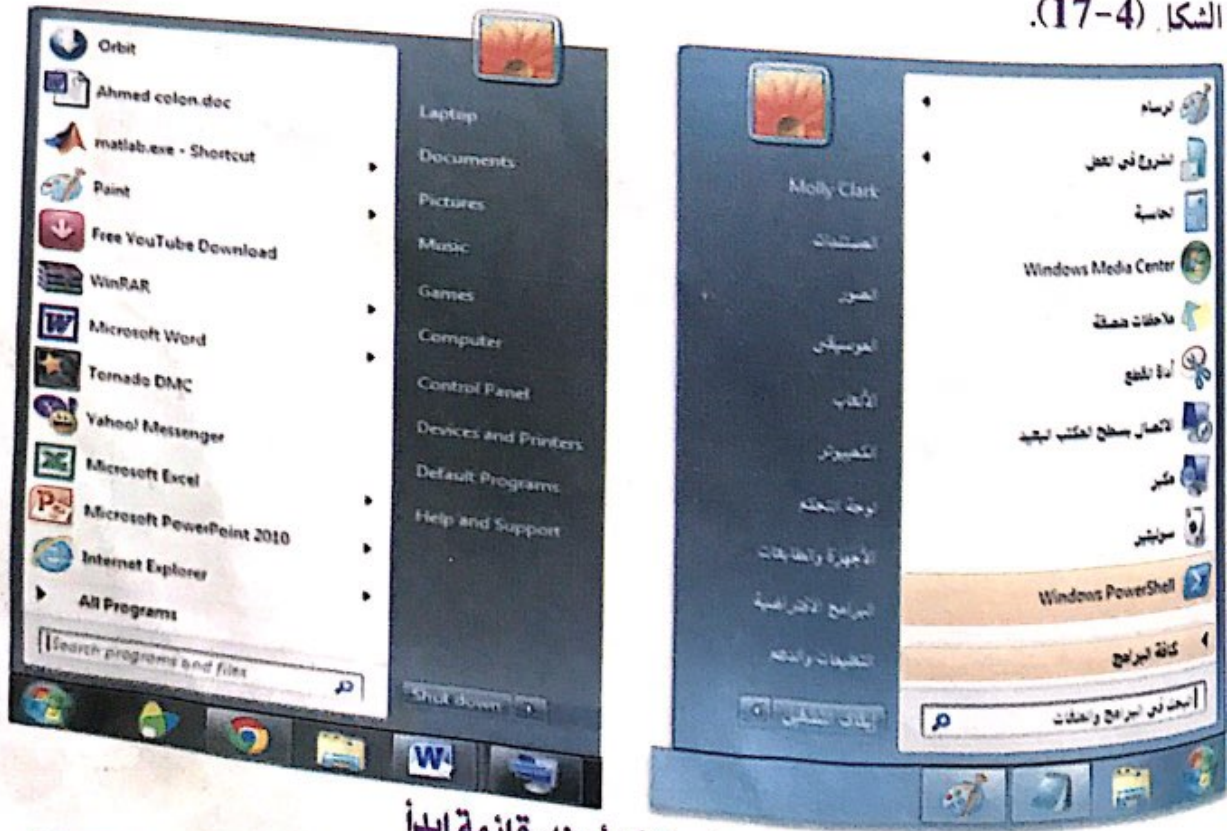 الشكل (4-17).
Orbit
Ahmed colon.doc
matlab.exe - Shortcut
Paint
Free YouTube Download
WinRAR
Microsoft Word
Tornado DMC
Yahoo! Messenger
Microsoft Excel
Microsoft PowerPoint 2010
Internet Explorer
All Programs
Search programs and files
Laptop
Documents
Pictures
Music
Games
Computer
Control Panel
Devices and Printers
Default Programs
Help and Support
Shut down
الرسام
الشروع في العمل
الحاسبة
Windows Media Center
ملاحظات ملصقة
أداة القطع
الاتصال بسطح المكتب البعيد
مكبر
سوليتير
Windows PowerShell
كافة البرامج
البحث في البرامج والملفات
Molly Clark
المستندات
الصور
الموسيقى
الألعاب
الكمبيوتر
لوحة التحكم
الأجهزة والطابعات
البرامج الافتراضية
التعليمات والدعم
إيقاف التشغيل
قائمة ابدأ